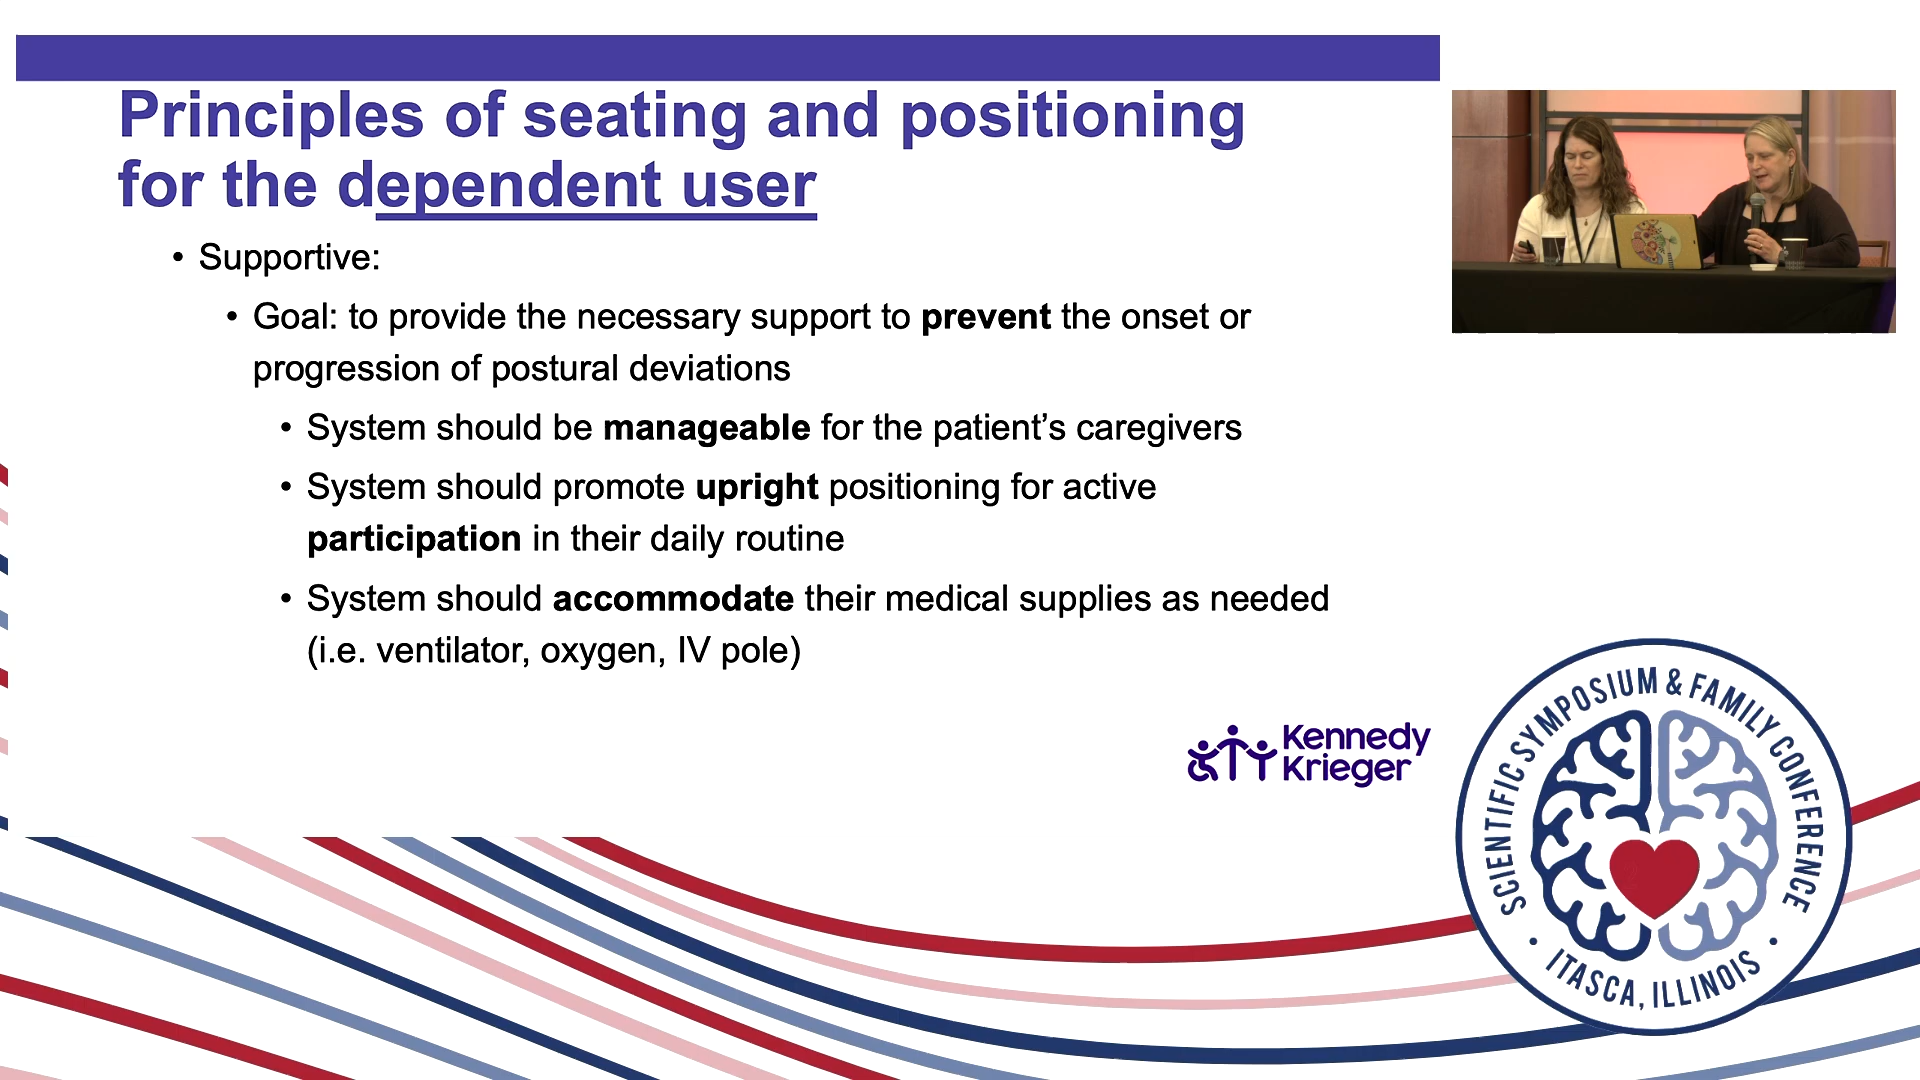 Principles of seating and positioning
for the dependent user
• Supportive:
• Goal: to provide the necessary support to prevent the onset or
progression of postural deviations
• System should be manageable for the patient’s caregivers
• System should promote upright positioning for active
participation in their daily routine
• System should accommodate their medical supplies as needed
(i.e. ventilator, oxygen, IV pole)
Kennedy
Krieger
SCIENTIFIC SYMPOSIUM & FAMILY CONFERENCE
• ITASCA, ILLINOIS •